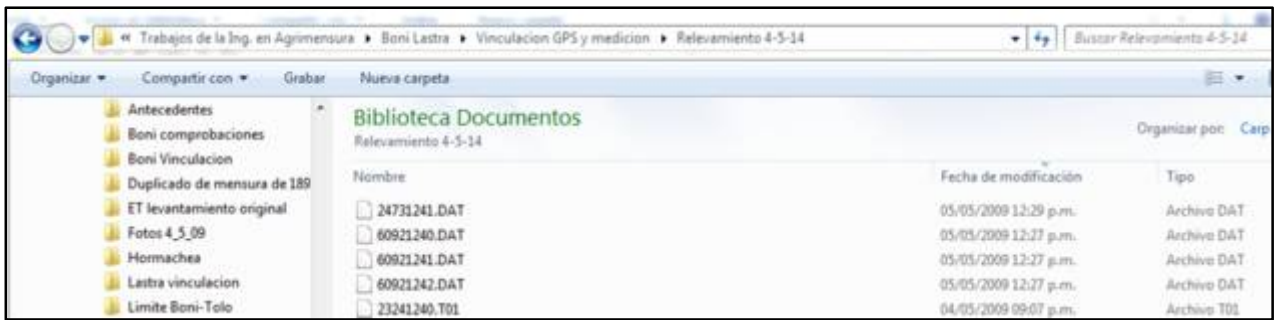 « Trabajos de la Ing. en Agrimensura ▸ Boni Lastra ▸ Vinculacion GPS y medicion ▸ Relevamiento 4-5-14
Buscar Relevamiento 4-5-14
Organizar Compartir con Grabar Nueva carpeta
Antecedentes
Boni comprobaciones
Boni Vinculacion
Duplicado de mensura de 189
ET levantamiento original
Fotos 4_5_09
Hormachea
Lastra vinculacion
Limite Boni-Tolo
Biblioteca Documentos
Relevamiento 4-5-14
Organizar por: Carp
Nombre Fecha de modificación Tipo
24731241.DAT 05/05/2009 12:29 p.m. Archivo DAT
60921240.DAT 05/05/2009 12:27 p.m. Archivo DAT
60921241.DAT 05/05/2009 12:27 p.m. Archivo DAT
60921242.DAT 05/05/2009 12:27 p.m. Archivo DAT
23241240.T01 04/05/2009 09:07 p.m. Archivo T01